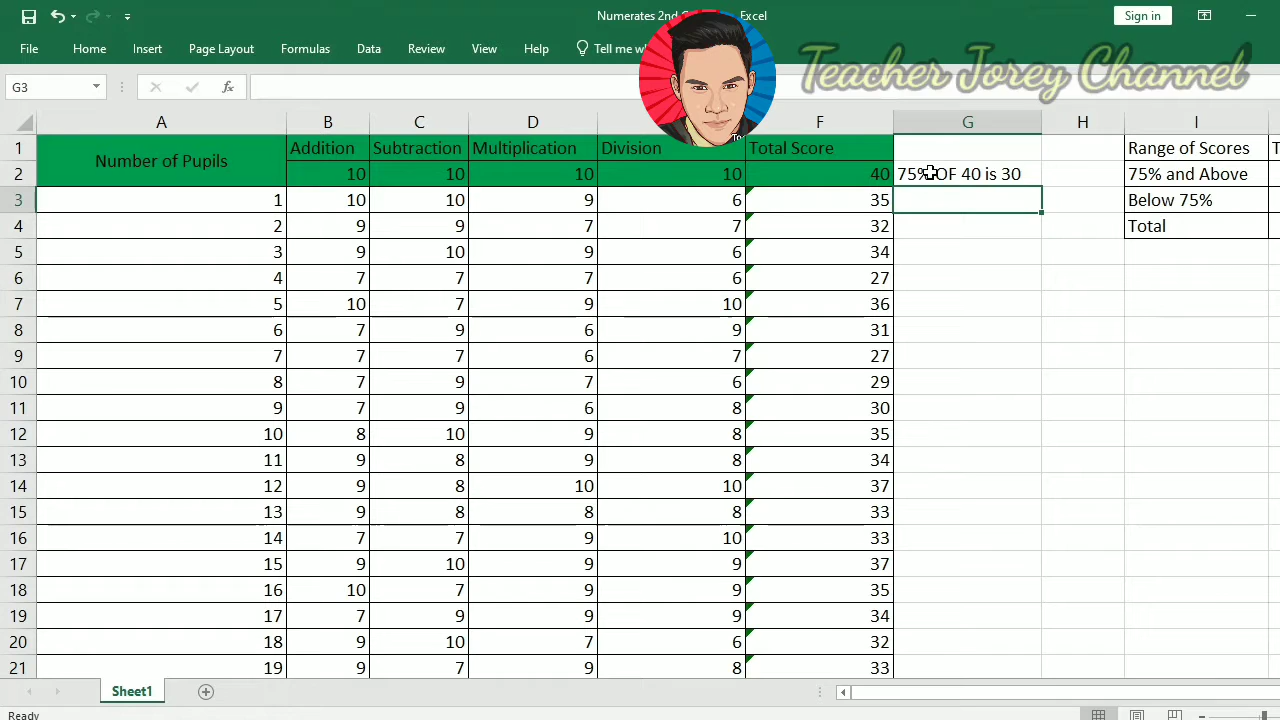 Numerates 2nd Excel
Sign in
File Home Insert Page Layout Formulas Data Review View Help Tell me
Teacher Jorey Channel
G3
fx
A B C D F G H I
1 Number of Pupils Addition Subtraction Multiplication Division Total Score Range of Scores
2 10 10 10 10 40 75% OF 40 is 30 75% and Above
3 1 10 10 9 6 35 Below 75%
4 2 9 9 7 7 32 Total
5 3 9 10 9 6 34
6 4 7 7 7 6 27
7 5 10 7 9 10 36
8 6 7 9 6 9 31
9 7 7 7 6 7 27
10 8 7 9 7 6 29
11 9 7 9 6 8 30
12 10 8 10 9 8 35
13 11 9 8 9 8 34
14 12 9 8 10 10 37
15 13 9 8 8 8 33
16 14 7 7 9 10 33
17 15 9 10 9 9 37
18 16 10 7 9 9 35
19 17 7 9 9 9 34
20 18 9 10 7 6 32
21 19 9 7 9 8 33
Sheet1
Ready